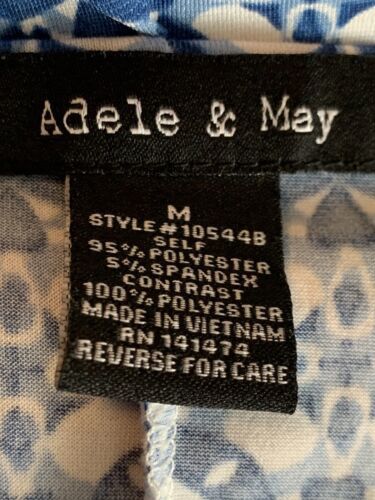 Adele & May
M
STYLE#10544B
SELF
95% POLYESTER
5% SPANDEX
CONTRAST
100% POLYESTER
MADE IN VIETNAM
RN 141474
REVERSE FOR CARE